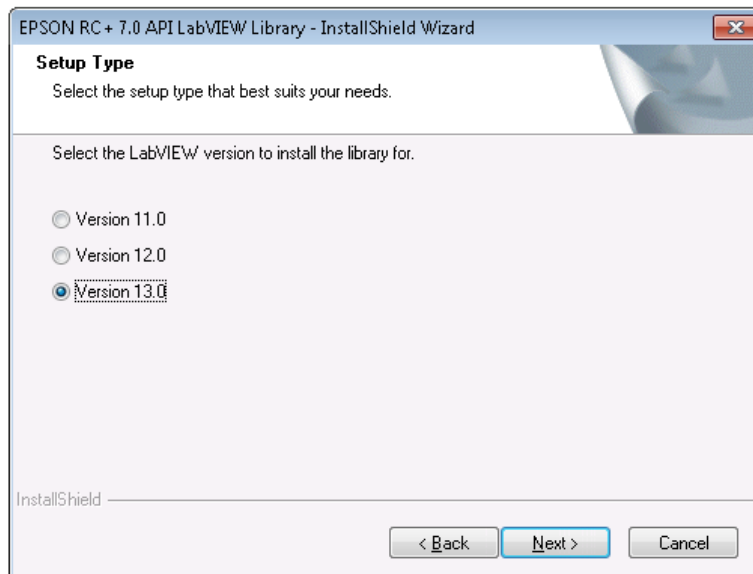 EPSON RC+ 7.0 API LabVIEW Library - InstallShield Wizard
Setup Type
Select the setup type that best suits your needs.
Select the LabVIEW version to install the library for.
Version 11.0
Version 12.0
Version 13.0
InstallShield
< Back Next > Cancel